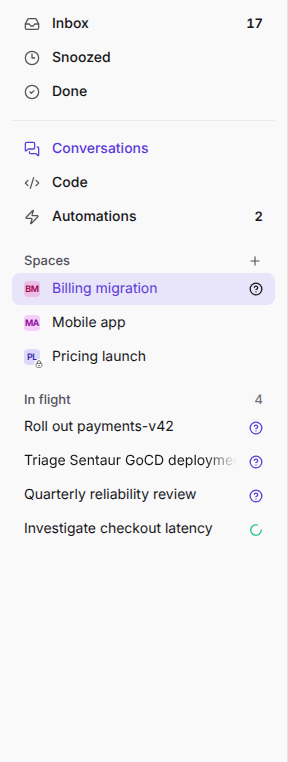 Inbox 17
Snoozed
Done
Conversations
Code
Automations 2
Spaces
BM Billing migration
MA Mobile app
PL Pricing launch
In flight 4
Roll out payments-v42
Triage Sentaur GoCD deployme
Quarterly reliability review
Investigate checkout latency